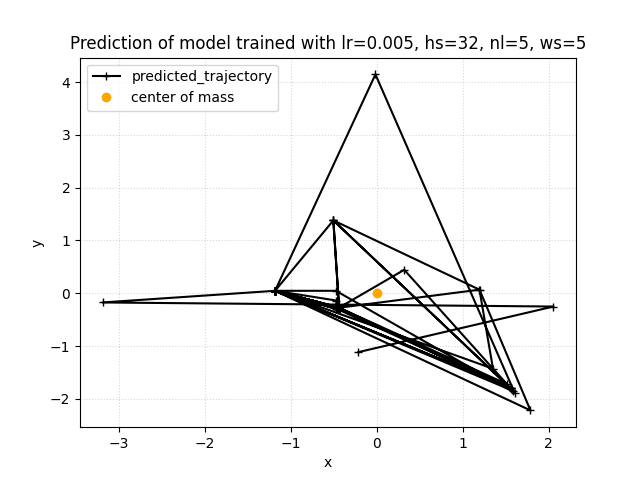 Prediction of model trained with lr=0.005, hs=32, nl=5, ws=5
predicted_trajectory
center of mass
4
3
2
1
0
−1
−2
y
−3
−2
−1
0
1
2
x